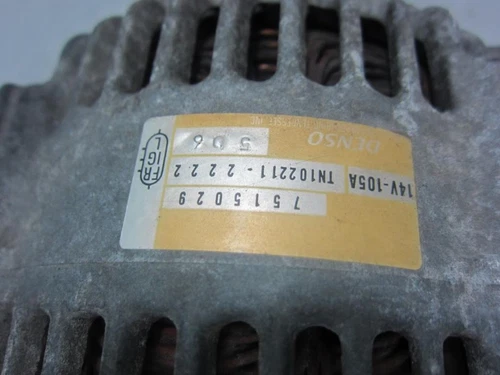 7515029
14V-105A TN102211-2222
DENSO 506
FR
IG
L